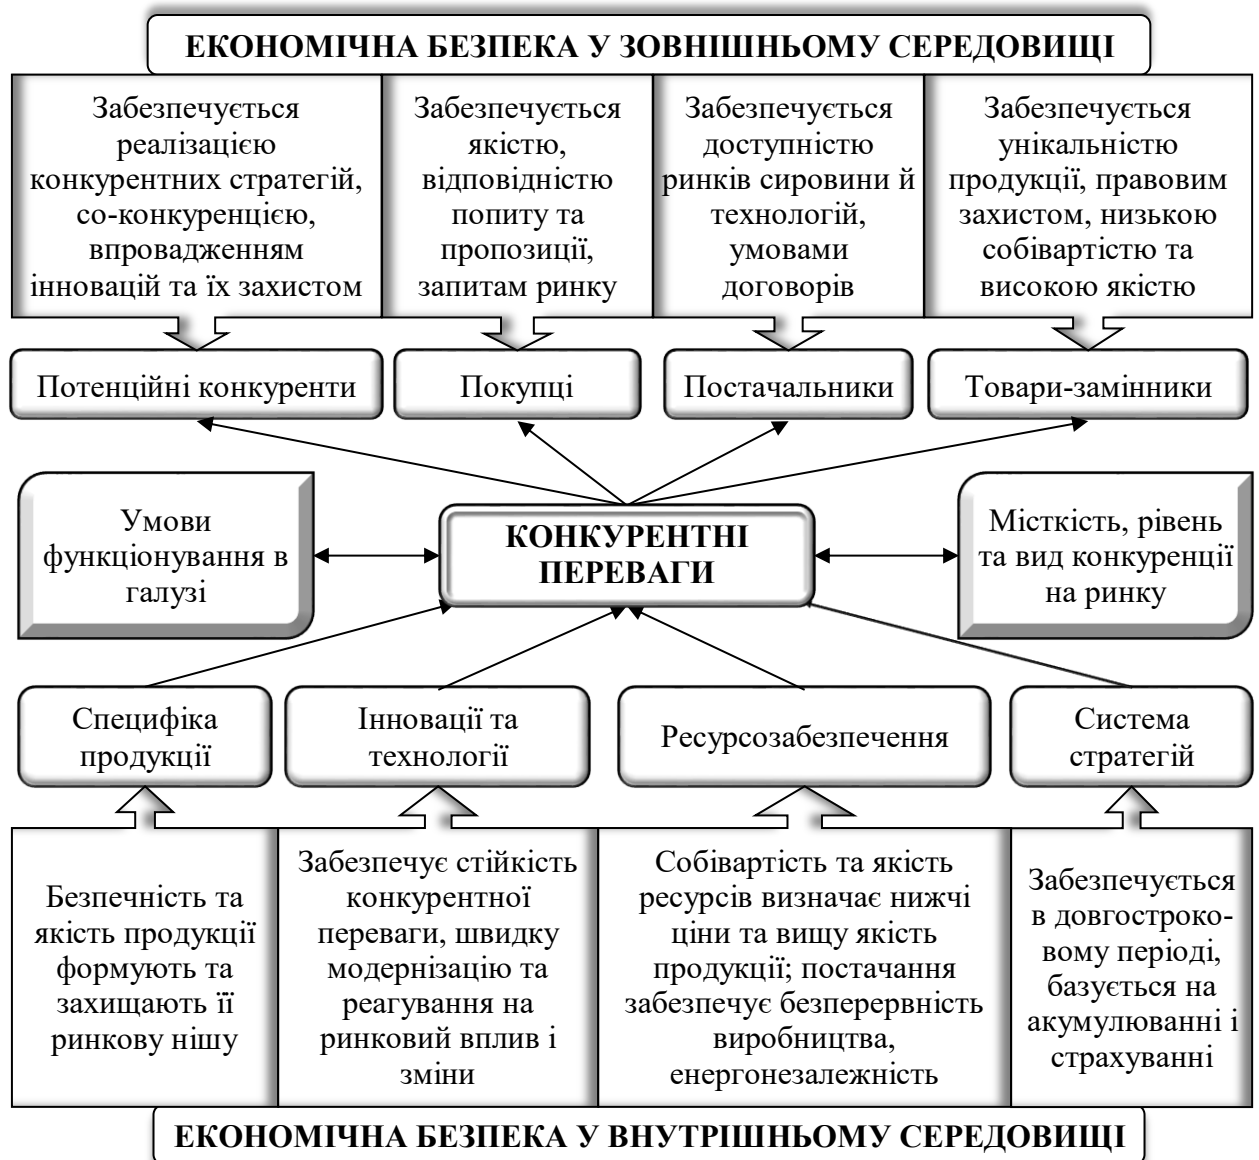 ЕКОНОМІЧНА БЕЗПЕКА У ЗОВНІШНЬОМУ СЕРЕДОВИЩІ
Забезпечується
реалізацією
конкурентних стратегій,
со-конкуренцією,
впровадженням
інновацій та їх захистом
Забезпечується
якістю,
відповідністю
попиту та
пропозиції,
запитам ринку
Забезпечується
доступністю
ринків сировини й
технологій,
умовами
договорів
Забезпечується
унікальністю
продукції, правовим
захистом, низькою
собівартістю та
високою якістю
Потенційні конкуренти
Покупці
Постачальники
Товари-замінники
Умови
функціонування в
галузі
КОНКУРЕНТНІ
ПЕРЕВАГИ
Місткість, рівень
та вид конкуренції
на ринку
Специфіка
продукції
Інновації та
технології
Ресурсозабезпечення
Система
стратегій
Безпечність та
якість продукції
формують та
захищають її
ринкову нішу
Забезпечує стійкість
конкурентної
переваги, швидку
модернізацію та
реагування на
ринковий вплив і
зміни
Собівартість та якість
ресурсів визначає нижчі
ціни та вищу якість
продукції; постачання
забезпечує безперервність
виробництва,
енергонезалежність
Забезпечується
в довгостроко-
вому періоді,
базується на
акумулюванні і
страхуванні
ЕКОНОМІЧНА БЕЗПЕКА У ВНУТРІШНЬОМУ СЕРЕДОВИЩІ